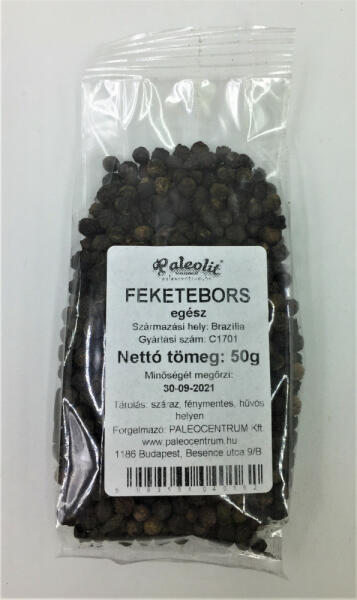 Paleolit
FEKETEBORS
egész
Származási hely: Brazília
Gyártási szám: C1701
Nettó tömeg: 50g
Minőségét megőrzi:
30-09-2021
Tárolás: száraz, fénymentes, hűvös
helyen
Forgalmazó: PALEOCENTRUM Kft
www.paleocentrum.hu
1186 Budapest, Besence utca 9/B